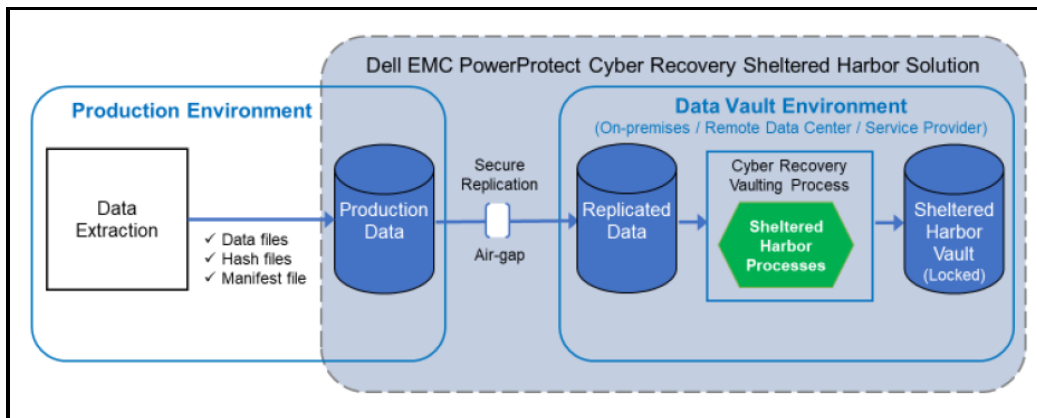 Dell EMC PowerProtect Cyber Recovery Sheltered Harbor Solution
Production Environment
Data
Extraction
✓ Data files
✓ Hash files
✓ Manifest file
Production
Data
Secure
Replication
Air-gap
Data Vault Environment
(On-premises / Remote Data Center / Service Provider)
Replicated
Data
Cyber Recovery
Vaulting Process
Sheltered
Harbor
Processes
Sheltered
Harbor
Vault
(Locked)